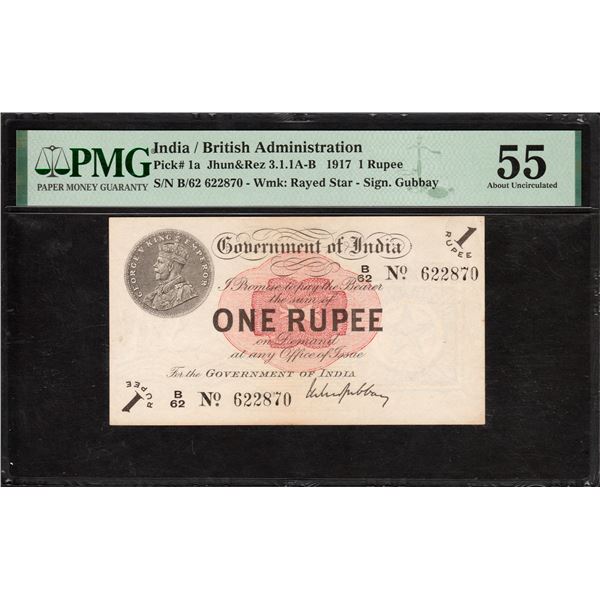 PMG
PAPER MONEY GUARANTY
India / British Administration
Pick# 1a Jhun&Rez 3.1.1A-B 1917 1 Rupee
S/N B/62 622870 - Wmk: Rayed Star - Sign. Gubbay
55
About Uncirculated
GEORGE V KING EMPEROR
Government of India
1 RUPEE
B/62 No 622870
I Promise to pay the Bearer
the sum of
ONE RUPEE
on Demand
at any Office of Issue
For the GOVERNMENT OF INDIA
1 RUPEE
B/62 No 622870